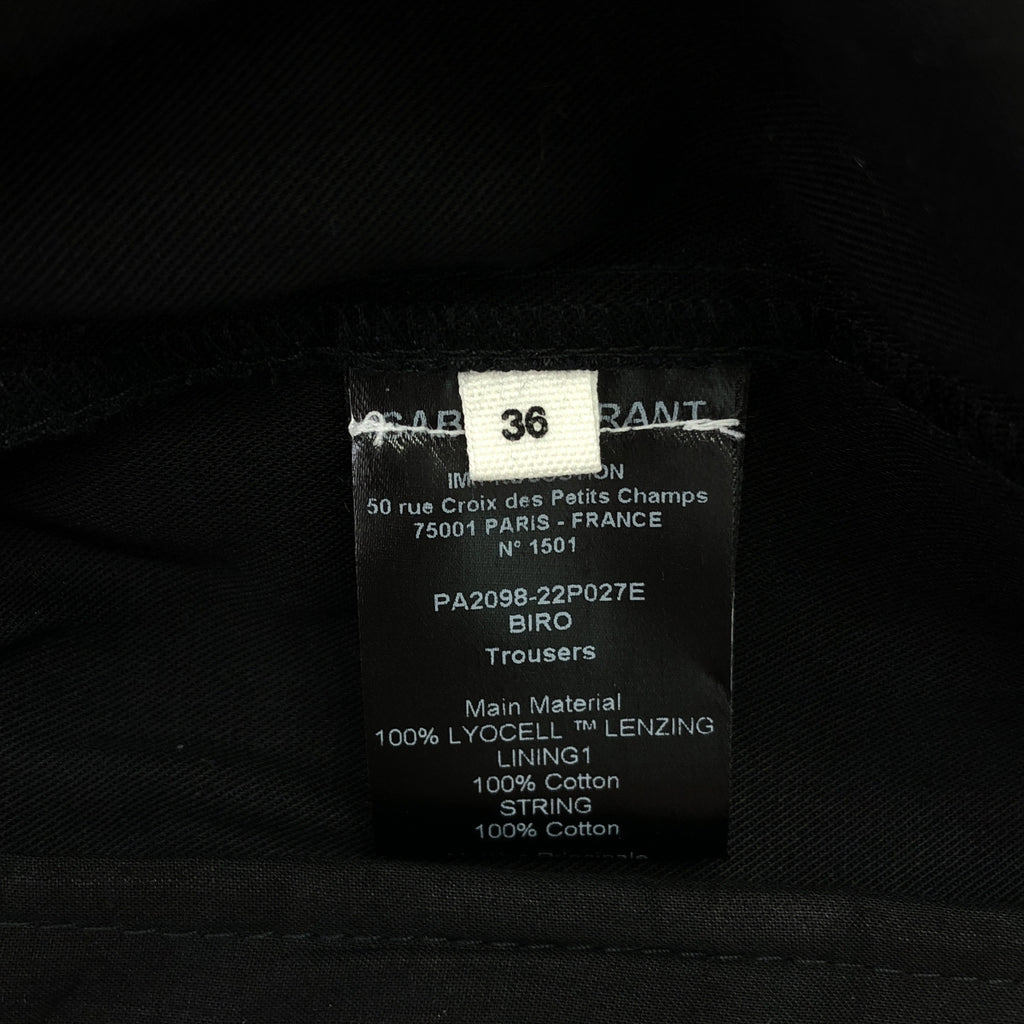 36
50 rue Croix des Petits Champs
75001 PARIS - FRANCE
N° 1501
PA2098-22P027E
BIRO
Trousers
Main Material
100% LYOCELL ™ LENZING
LINING1
100% Cotton
STRING
100% Cotton